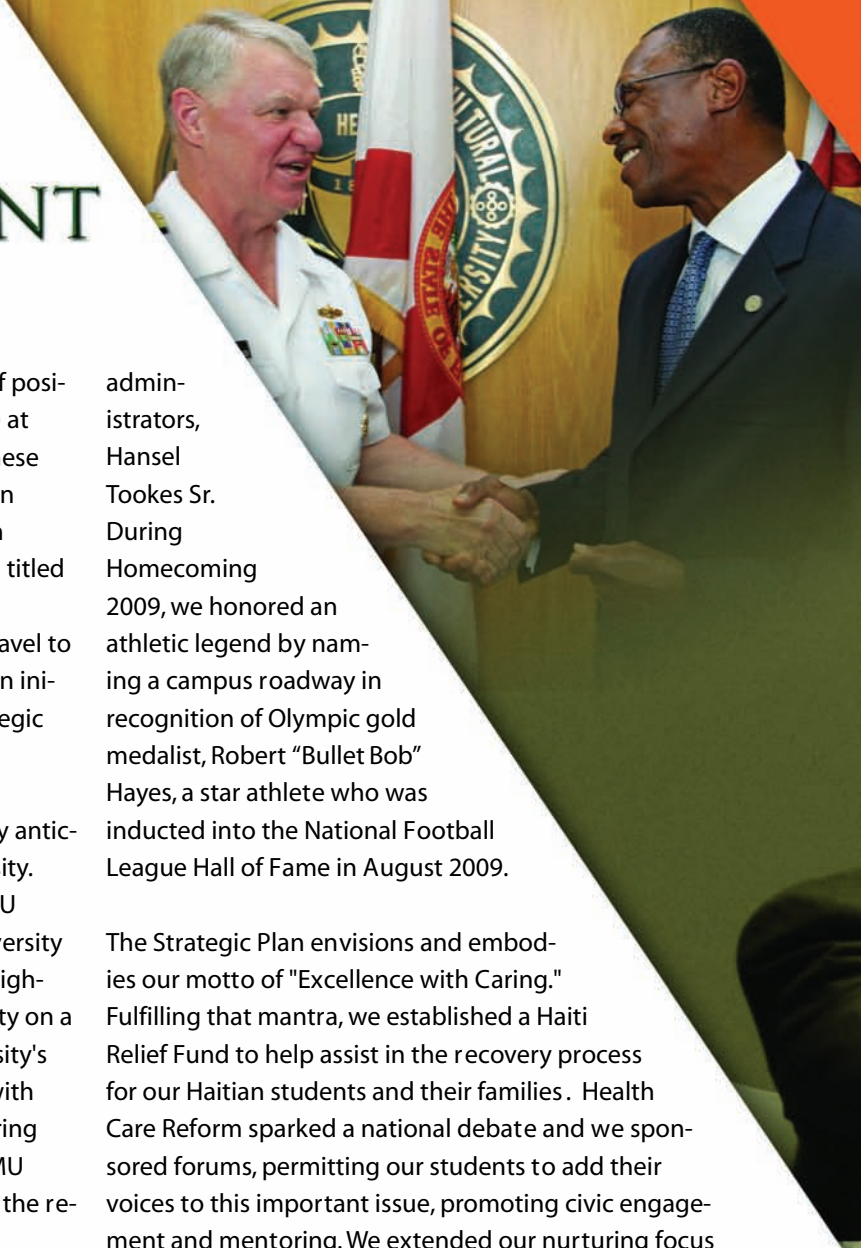 NT
HE
18
CULTURAL
ERSITY
THE STATE OF
f posi-
at
ese
n
titled
avel to
n ini-
egic
y antic-
ity.
U
versity
igh-
ty on a
sity's
with
ring
MU
the re-
admin-
istrators,
Hansel
Tookes Sr.
During
Homecoming
2009, we honored an
athletic legend by nam-
ing a campus roadway in
recognition of Olympic gold
medalist, Robert “Bullet Bob”
Hayes, a star athlete who was
inducted into the National Football
League Hall of Fame in August 2009.
The Strategic Plan envisions and embod-
ies our motto of "Excellence with Caring."
Fulfilling that mantra, we established a Haiti
Relief Fund to help assist in the recovery process
for our Haitian students and their families. Health
Care Reform sparked a national debate and we spon-
sored forums, permitting our students to add their
voices to this important issue, promoting civic engage-
ment and mentoring. We extended our nurturing focus